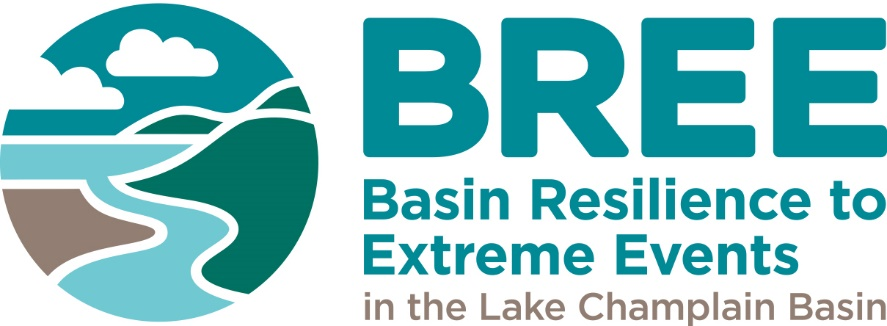 BREE
Basin Resilience to
Extreme Events
in the Lake Champlain Basin